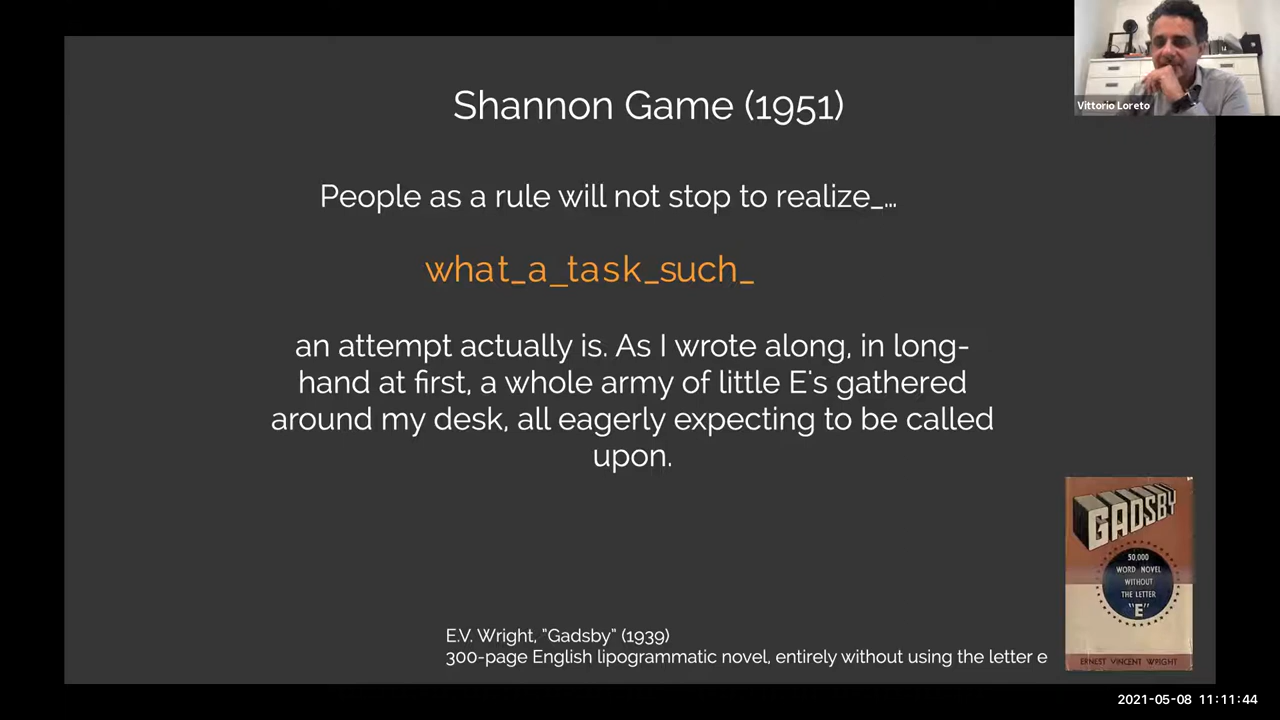 Shannon Game (1951)
Vittorio Loreto
People as a rule will not stop to realize_...
what_a_task_such_
an attempt actually is. As I wrote along, in long-
hand at first, a whole army of little E's gathered
around my desk, all eagerly expecting to be called
upon.
GADSBY
50,000
WORD NOVEL
WITHOUT
THE LETTER
"E"
ERNEST VINCENT WRIGHT
E.V. Wright, "Gadsby" (1939)
300-page English lipogrammatic novel, entirely without using the letter e
2021-05-08 11:11:44